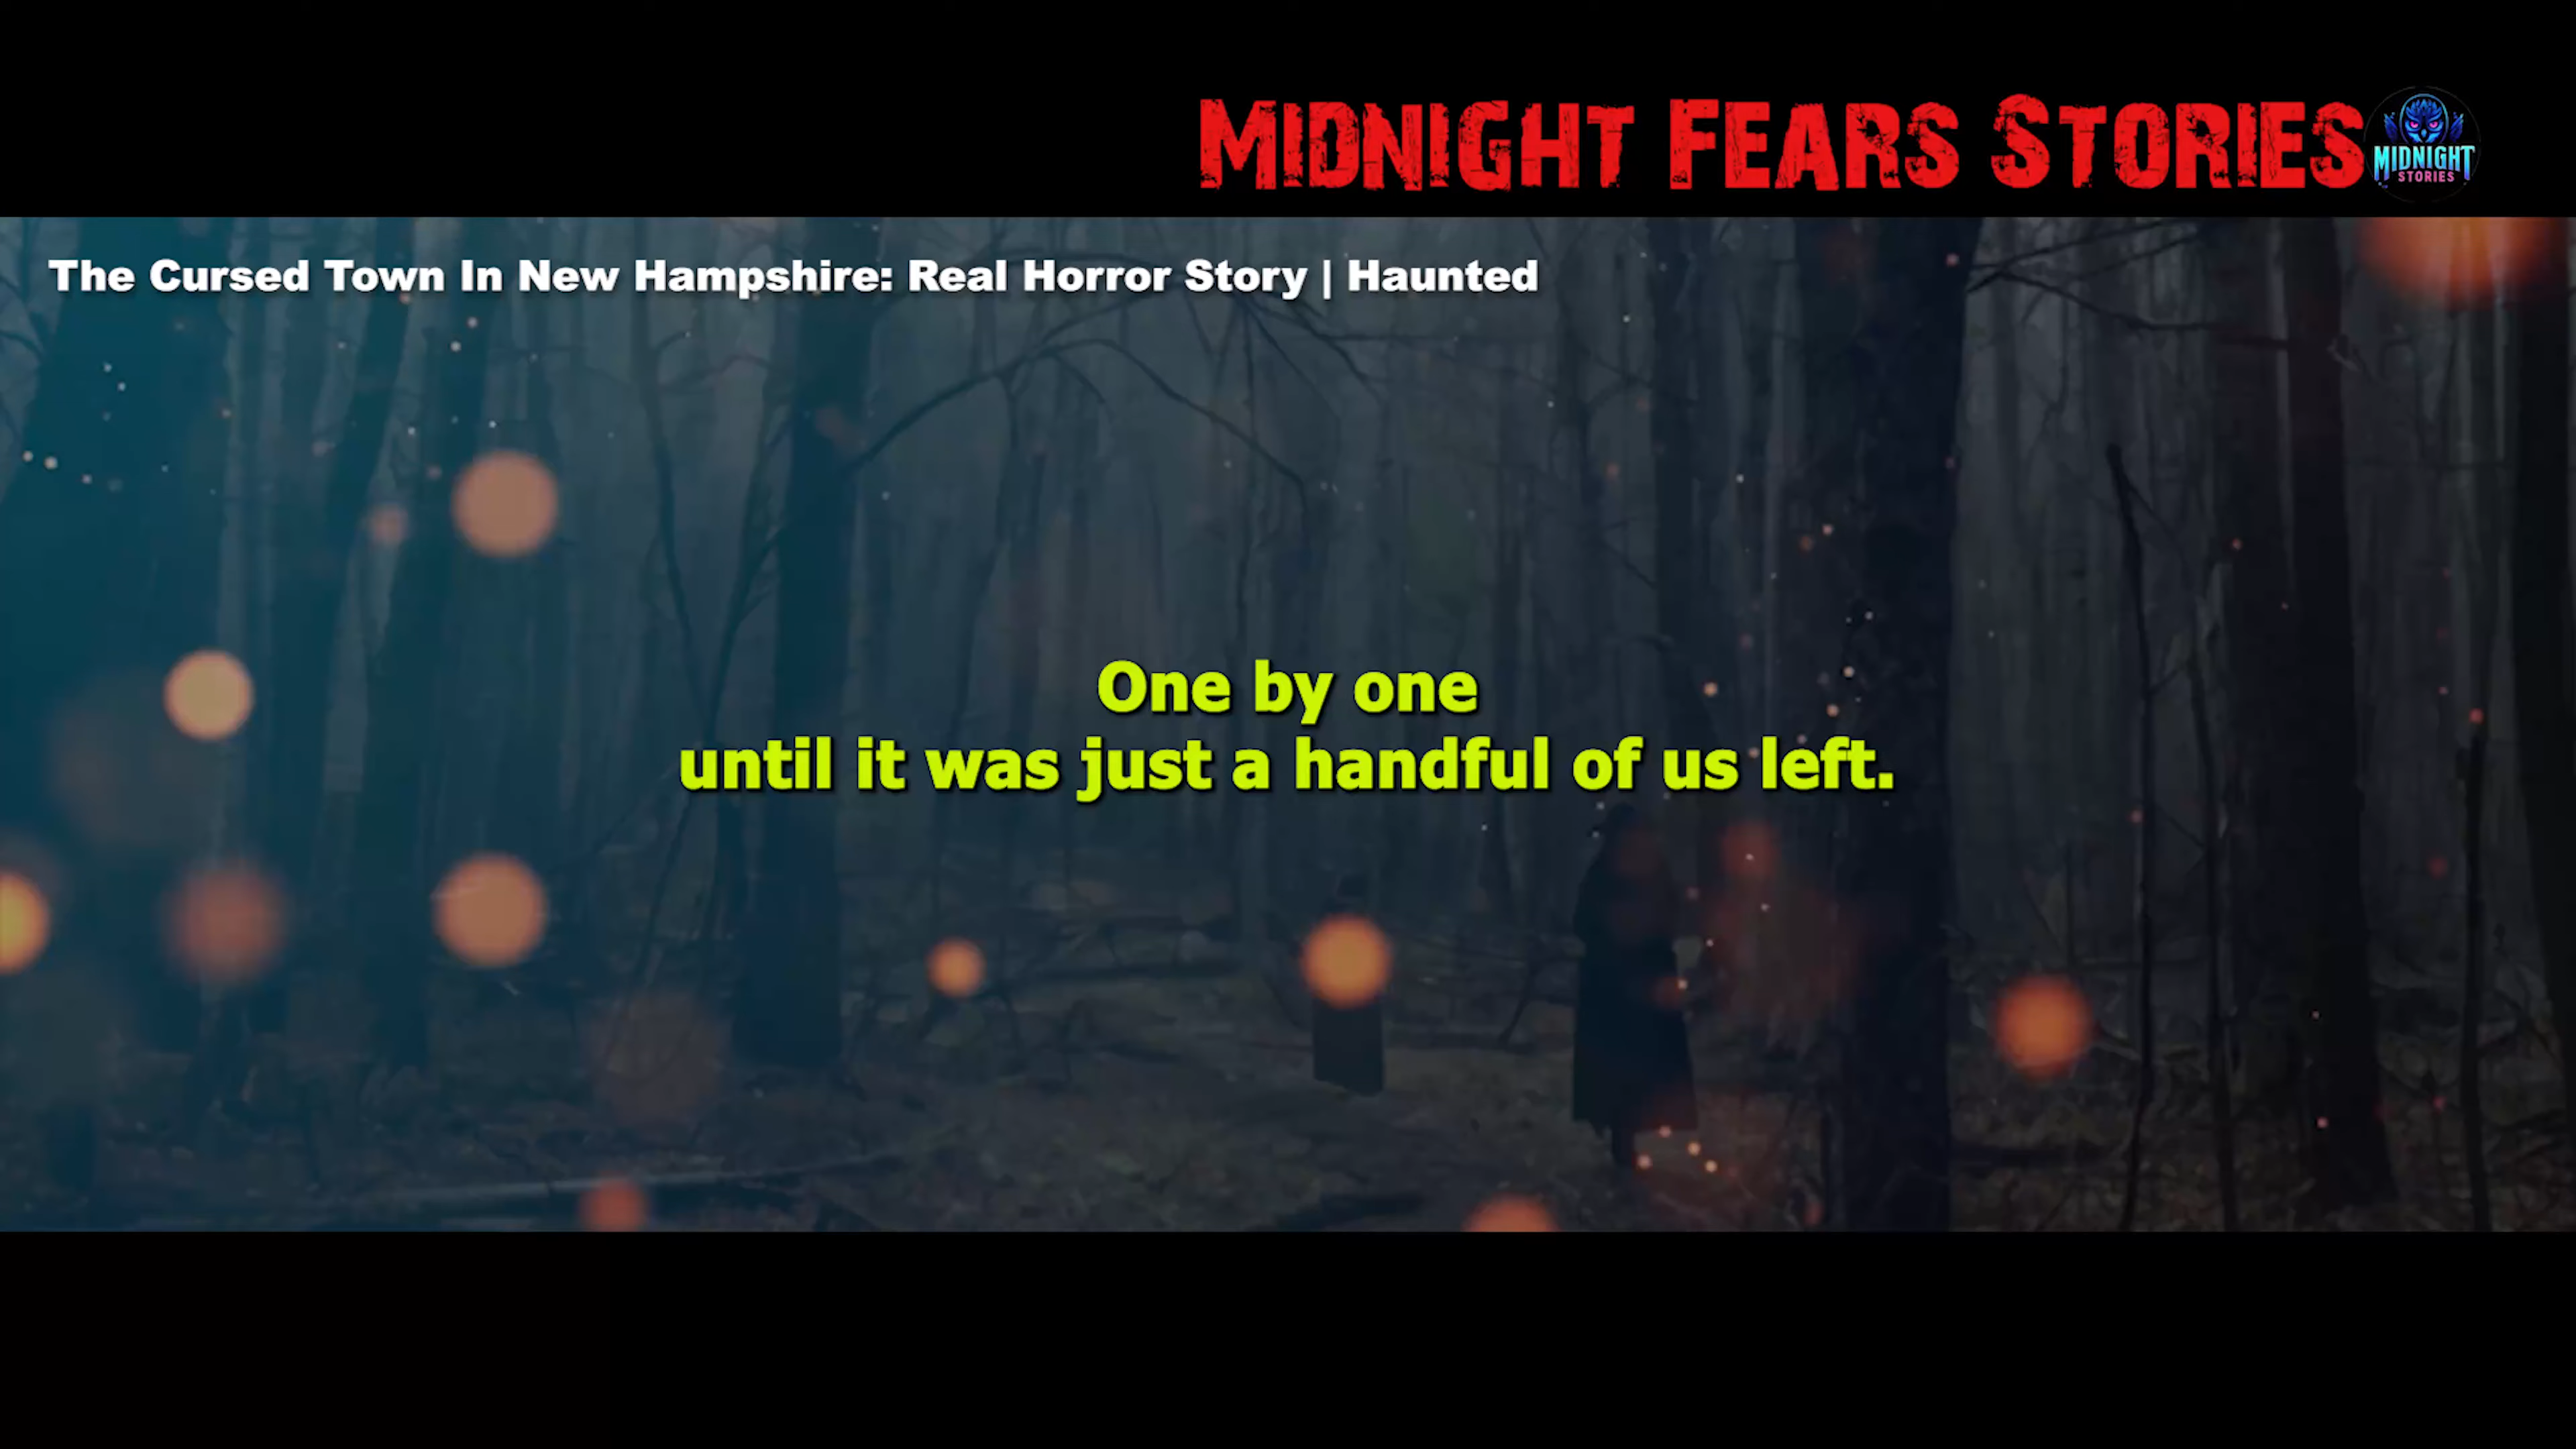 Midnight Fears Stories
MIDNIGHT
STORIES
The Cursed Town In New Hampshire: Real Horror Story | Haunted
One by one
until it was just a handful of us left.